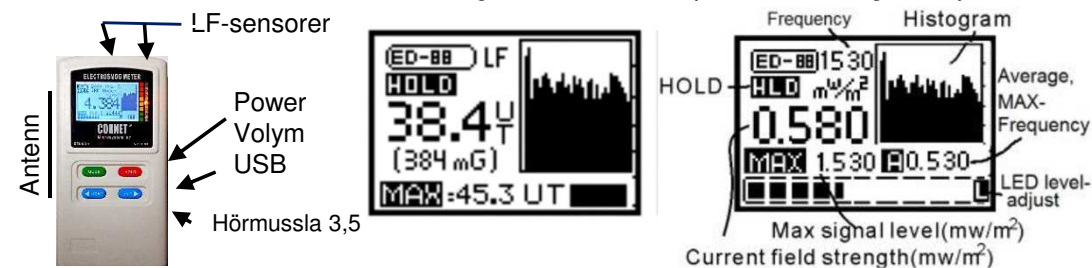 LF-sensorer
Antenn
ELECTROSMOG METER
4.384
CORNET
Power
Volym
USB
Hörmussla 3,5
ED-88 LF
HOLD
38.4 UT
(384 mG)
MAX=45.3 UT
Frequency
Histogram
HOLD
ED-88 1530
HLD mW/m²
0.580
MAX 1.530 A 0.530
Average,
MAX-
Frequency
LED level-
adjust
Max signal level(mw/m²)
Current field strength(mw/m²)